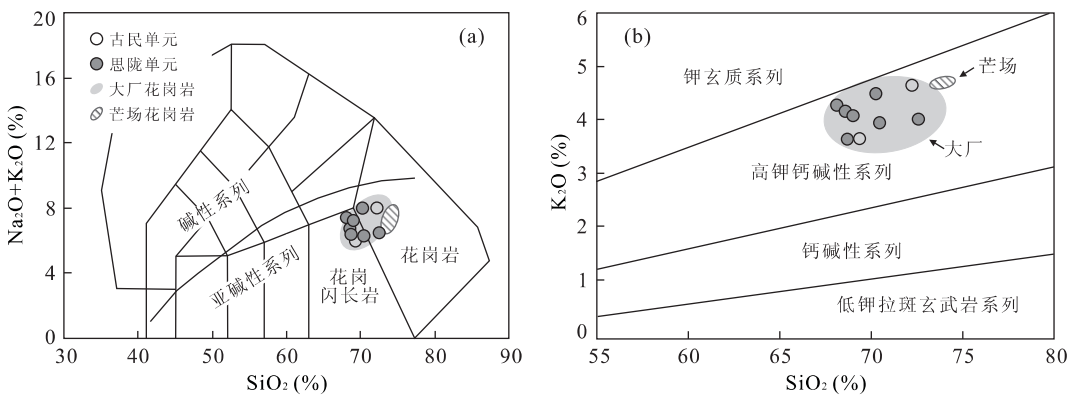 (a)
古民单元
思陇单元
大厂花岗岩
芒场花岗岩
碱性系列
亚碱性系列
花岗
闪长岩
花岗岩
Na₂O+K₂O (%)
20
16
12
8
4
0
30 40 50 60 70 80 90
SiO₂ (%)
(b)
钾玄质系列
芒场
大厂
高钾钙碱性系列
钙碱性系列
低钾拉斑玄武岩系列
K₂O (%)
6
5
4
3
2
1
0
55 60 65 70 75 80
SiO₂ (%)